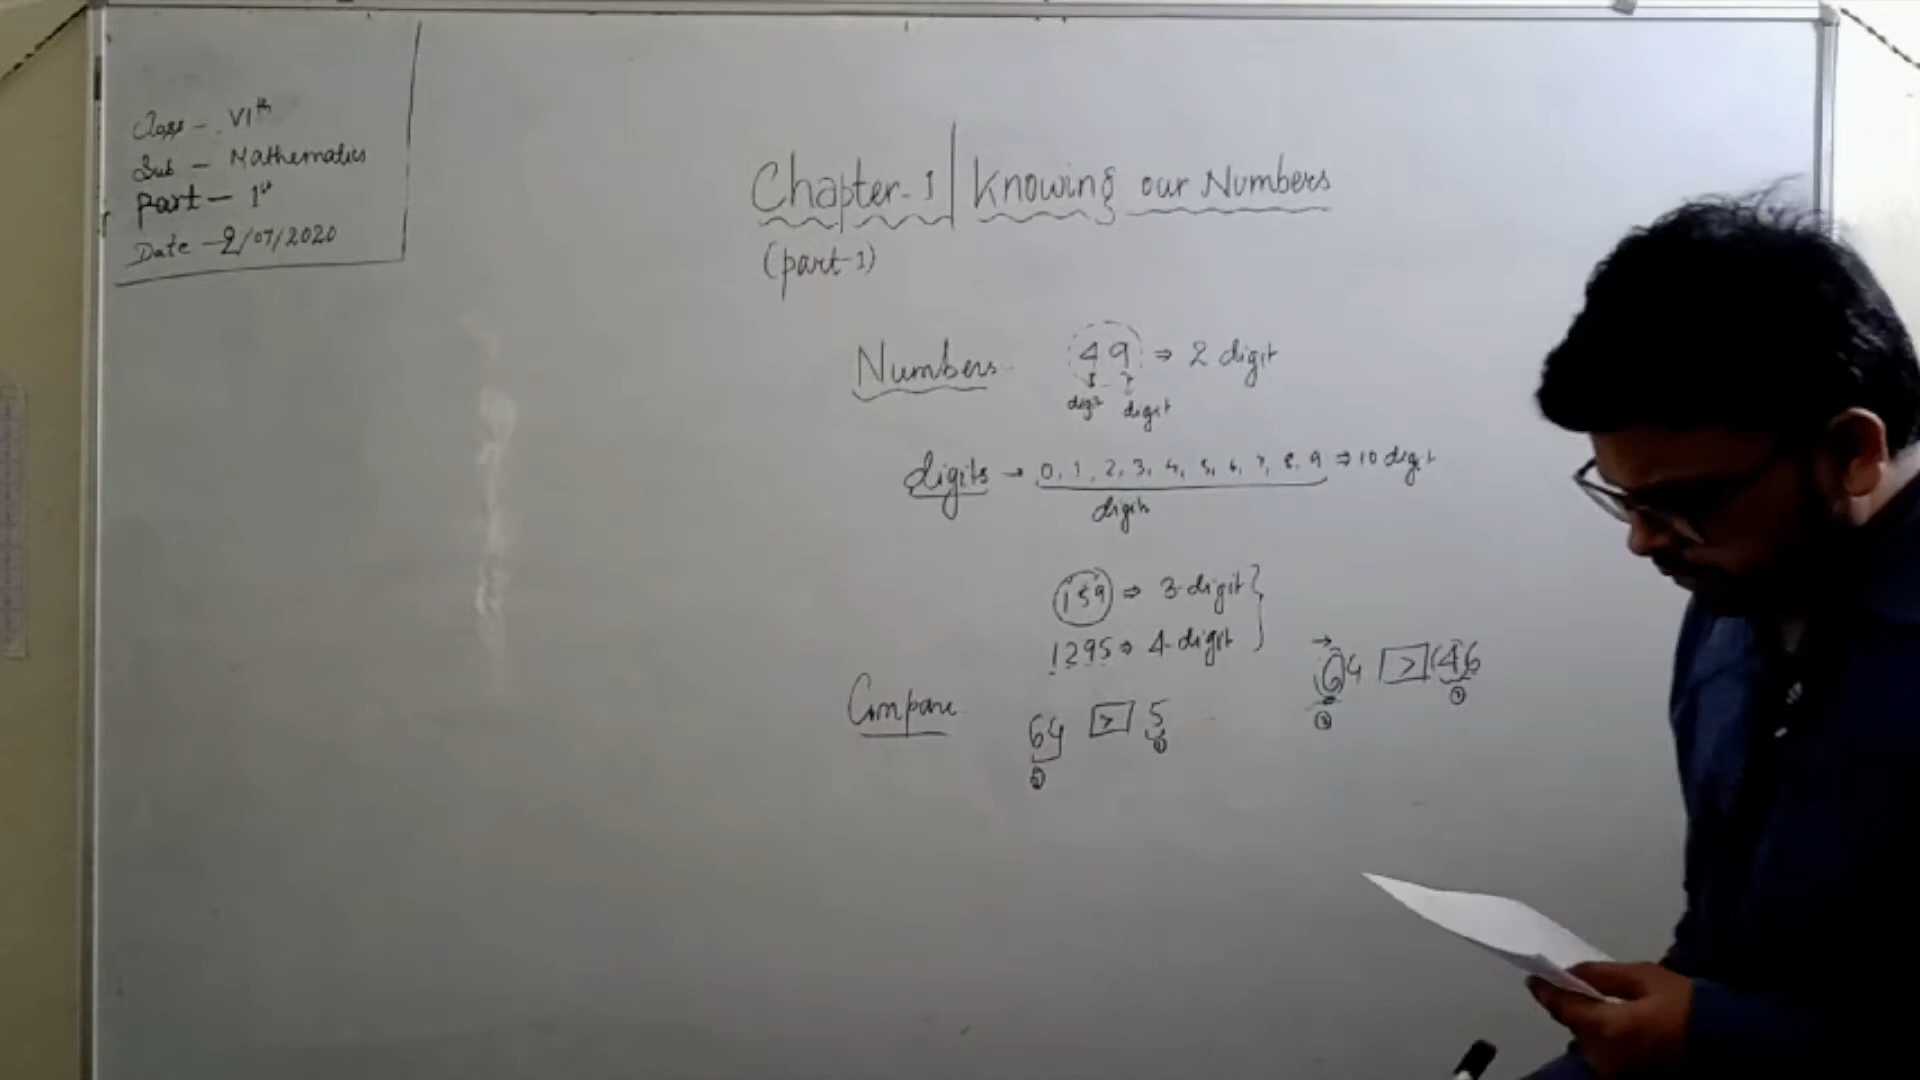 Class - VIth
Sub - Mathematics
Part - 1st
Date - 2/07/2020
Chapter-1 | Knowing our Numbers
(part-1)
Numbers 49 ⇒ 2 digit
digit digit
digits → 0, 1, 2, 3, 4, 5, 6, 7, 8, 9 ⇒ 10 digit
digits
159 ⇒ 3-digit }
1295 ⇒ 4-digit
64 > 46
Compare 64 > 5